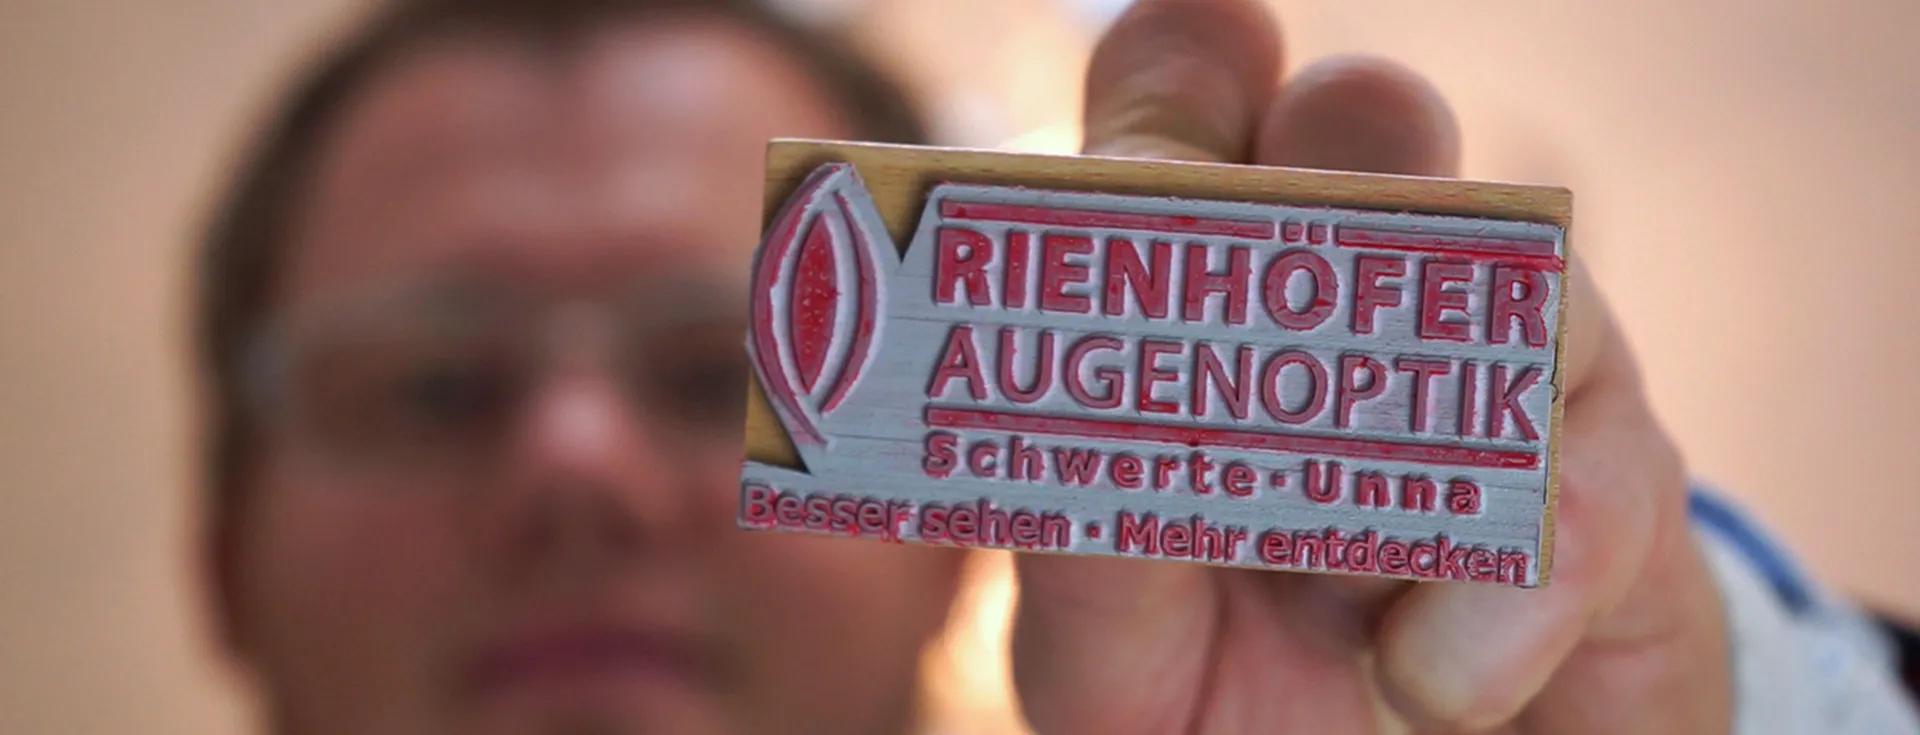 RIENHÖFER
AUGENOPTIK
Schwerte·Unna
Besser sehen · Mehr entdecken